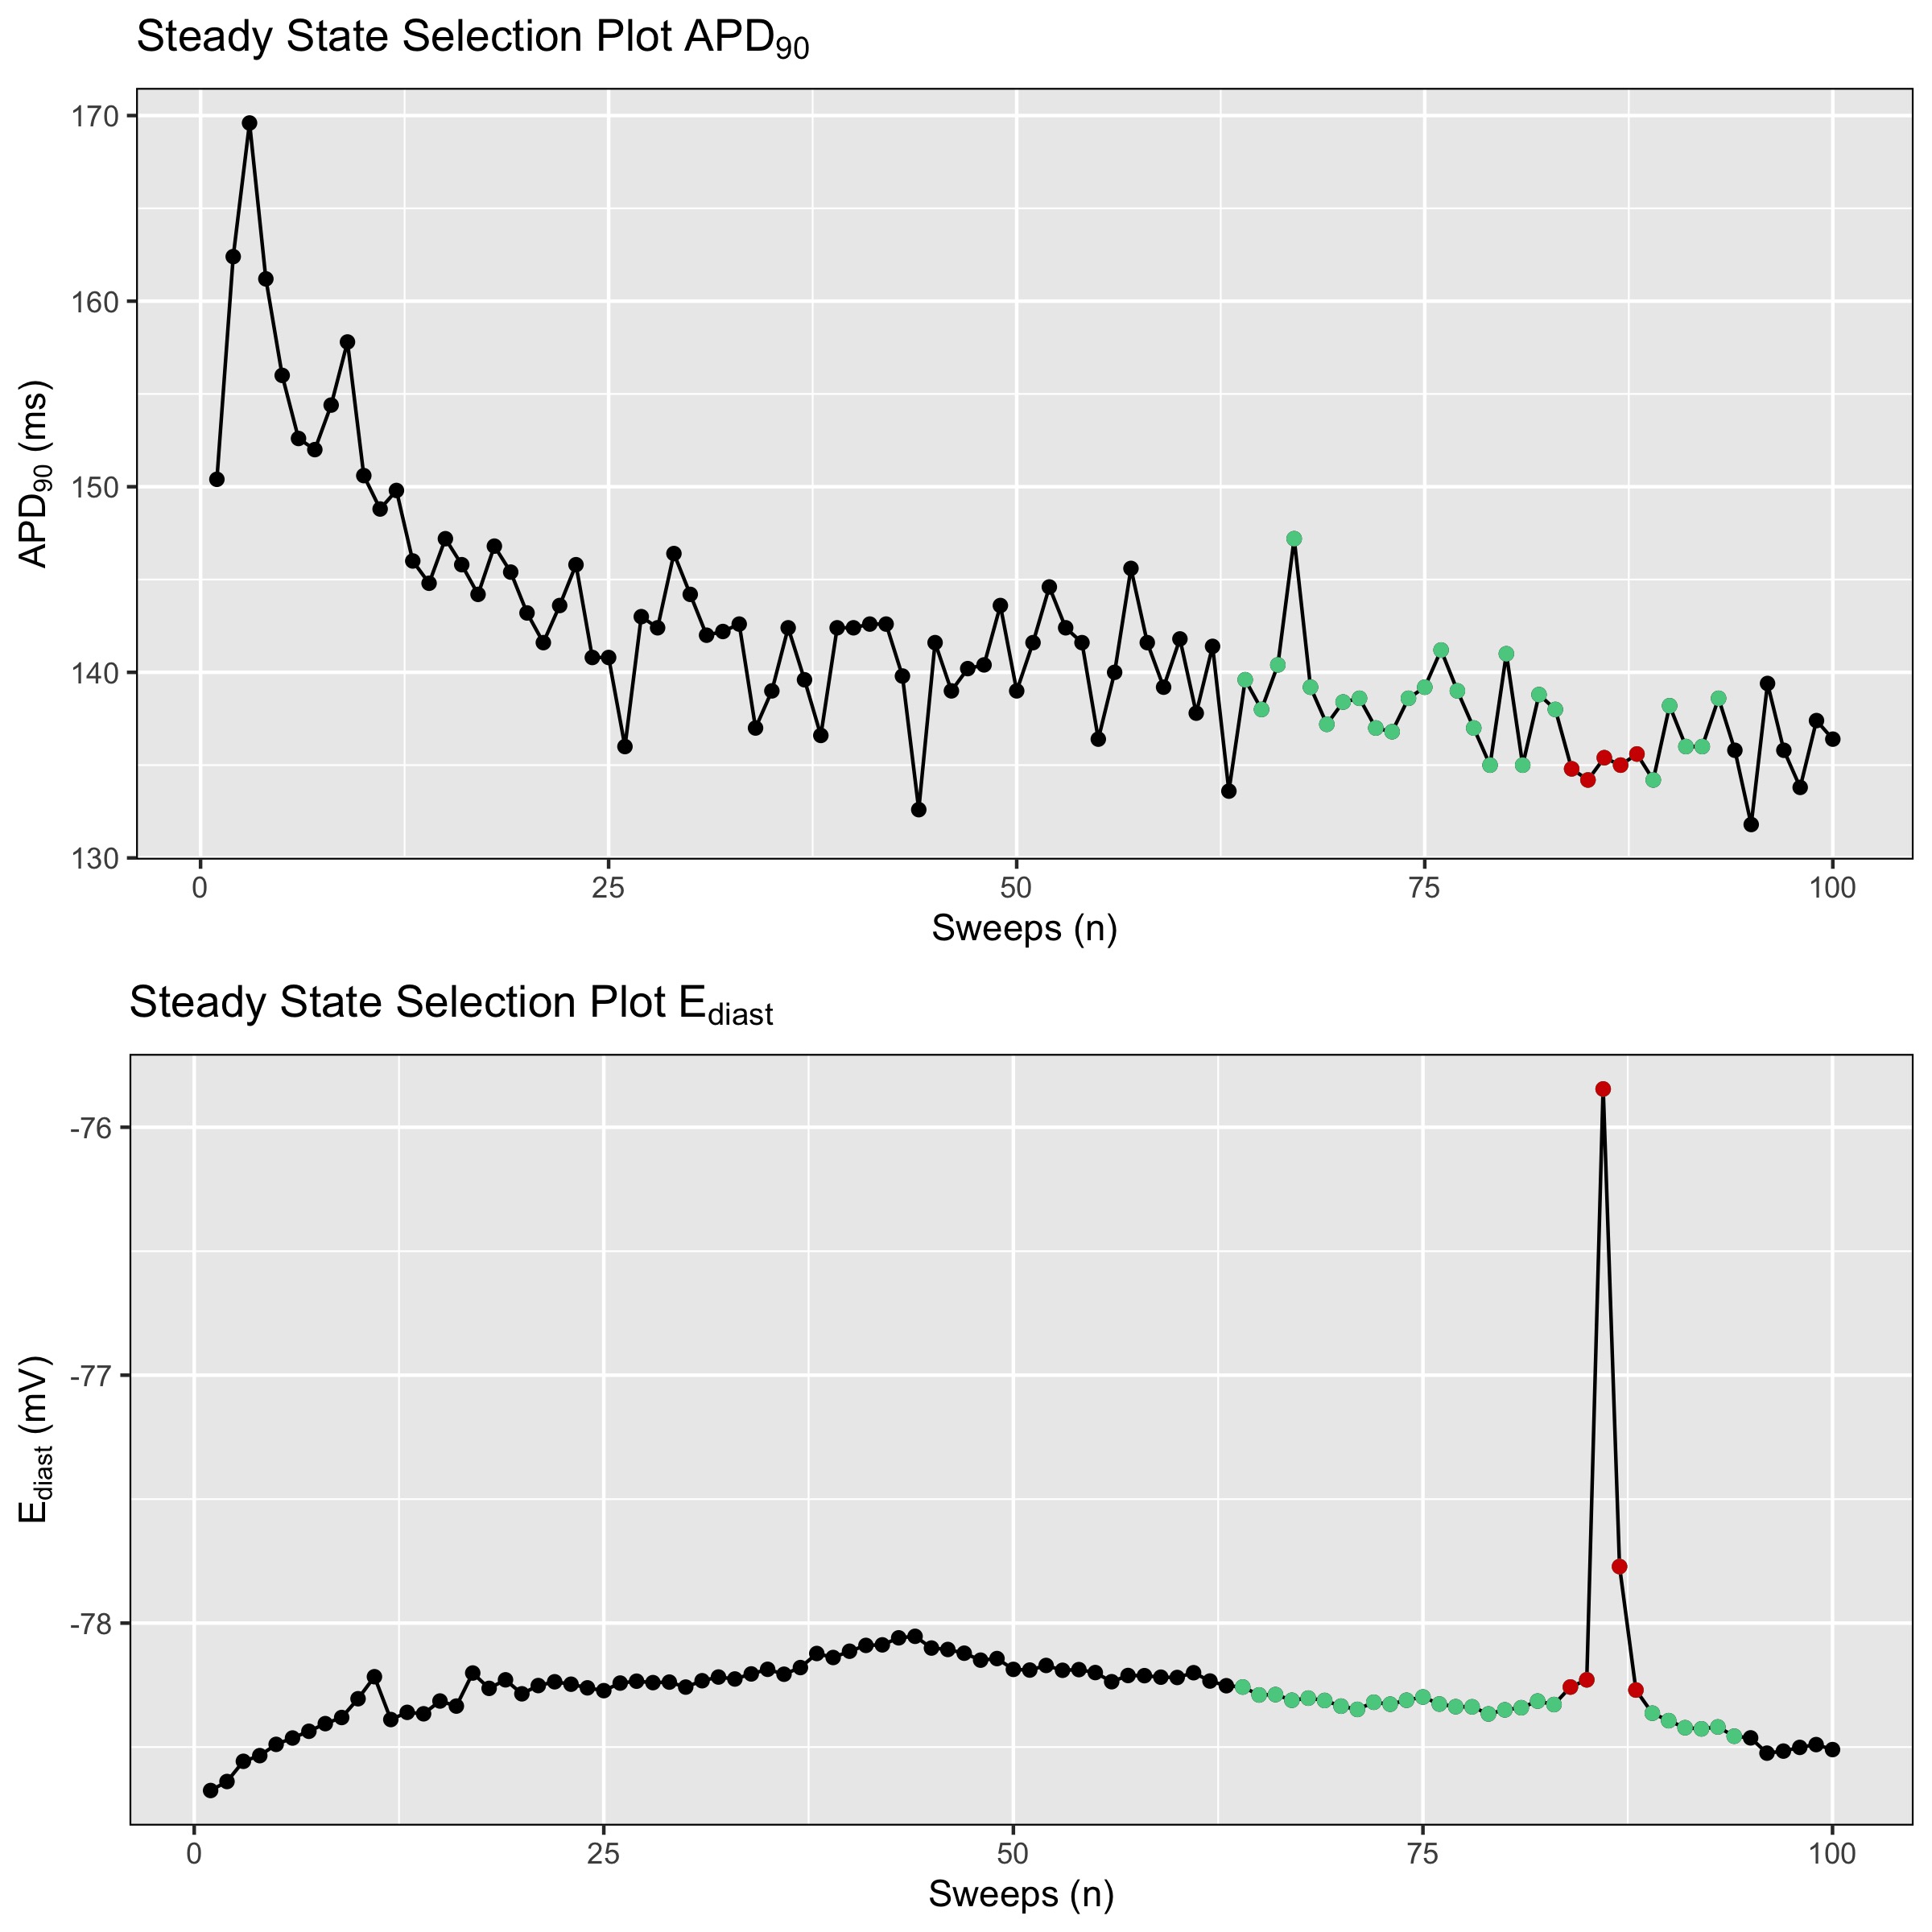 Steady State Selection Plot APD90
170
160
150
140
130
APD90 (ms)
0 25 50 75 100
Sweeps (n)
Steady State Selection Plot Ediast
-76
-77
-78
Ediast (mV)
0 25 50 75 100
Sweeps (n)